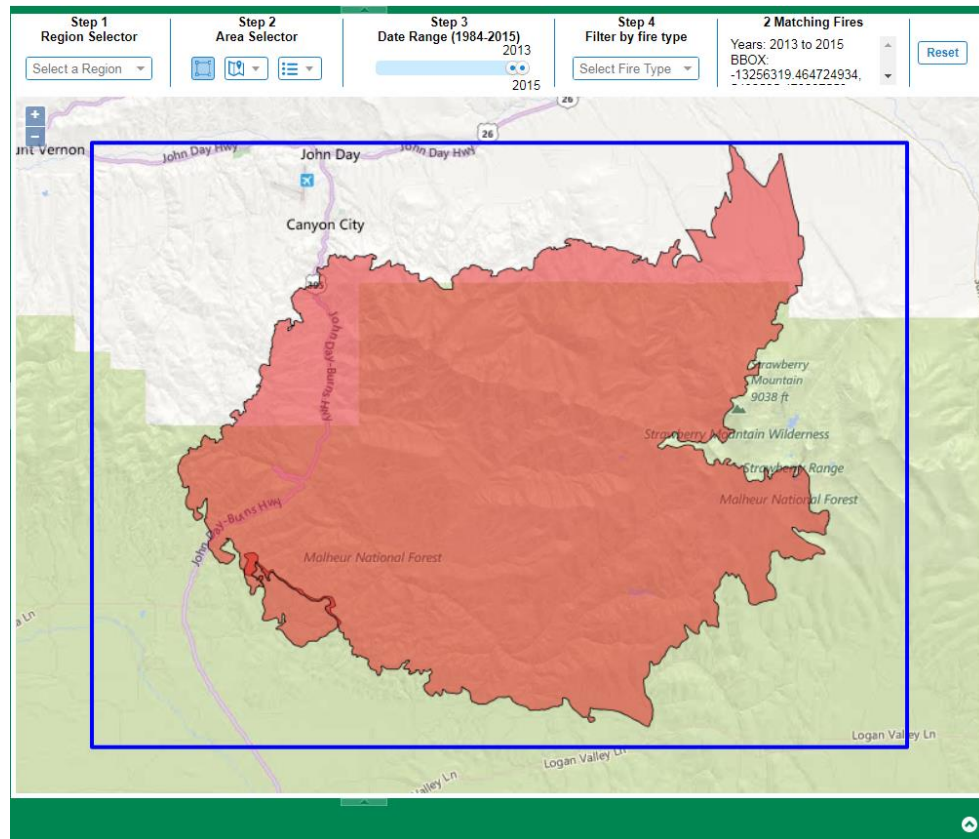 Step 1
Region Selector
Select a Region
Step 2
Area Selector
Step 3
Date Range (1984-2015)
2013
2015
Step 4
Filter by fire type
Select Fire Type
2 Matching Fires
Years: 2013 to 2015
BBOX:
-13256319.464724934,
Reset
+
−
26
26
Vernon
John Day Hwy
John Day
John Day Hwy
Canyon City
395
John Day-Burns Hwy
Strawberry
Mountain
9038 ft
Strawberry Mountain Wilderness
Strawberry Range
Malheur National Forest
John Day-Burns Hwy
Malheur National Forest
a Ln
Logan Valley Ln
Logan Valley Ln
Valley Ln